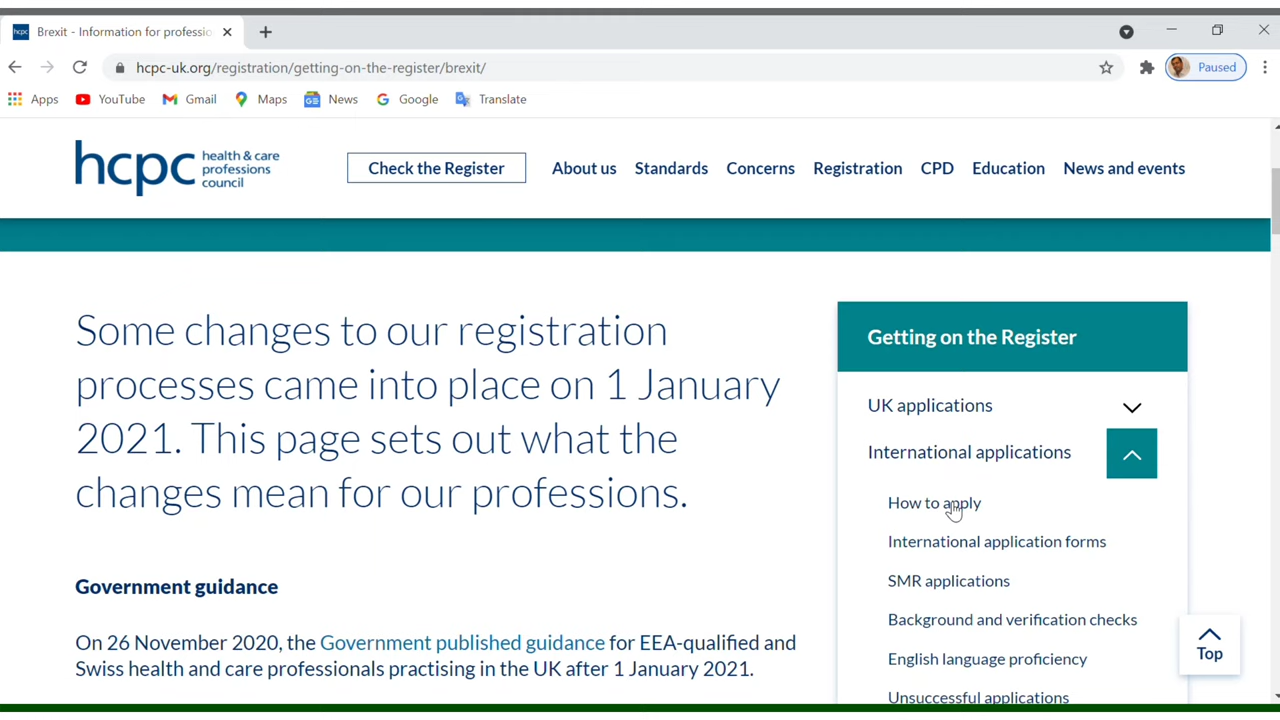 Brexit - Information for professio
hcpc-uk.org/registration/getting-on-the-register/brexit/
Paused
Apps
YouTube
Gmail
Maps
News
Google
Translate
hcpc health & care professions council
Check the Register
About us
Standards
Concerns
Registration
CPD
Education
News and events
Some changes to our registration
processes came into place on 1 January
2021. This page sets out what the
changes mean for our professions.
Government guidance
On 26 November 2020, the Government published guidance for EEA-qualified and
Swiss health and care professionals practising in the UK after 1 January 2021.
Getting on the Register
UK applications
International applications
How to apply
International application forms
SMR applications
Background and verification checks
English language proficiency
Unsuccessful applications
Top